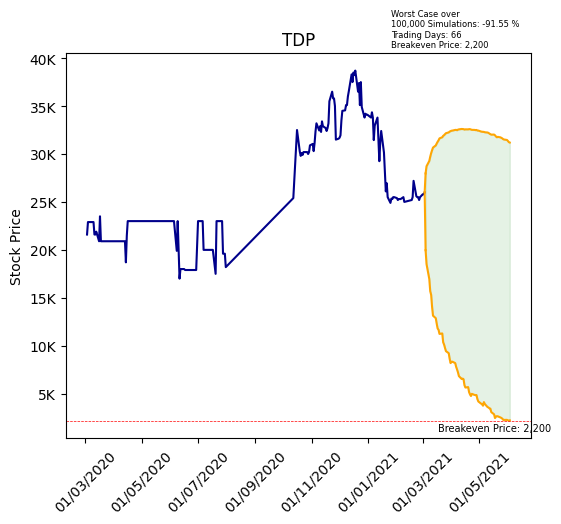 Worst Case over
100,000 Simulations: -91.55 %
Trading Days: 66
Breakeven Price: 2,200
TDP
Stock Price
40K
35K
30K
25K
20K
15K
10K
5K
Breakeven Price: 2,200
01/03/2020
01/05/2020
01/07/2020
01/09/2020
01/11/2020
01/01/2021
01/03/2021
01/05/2021